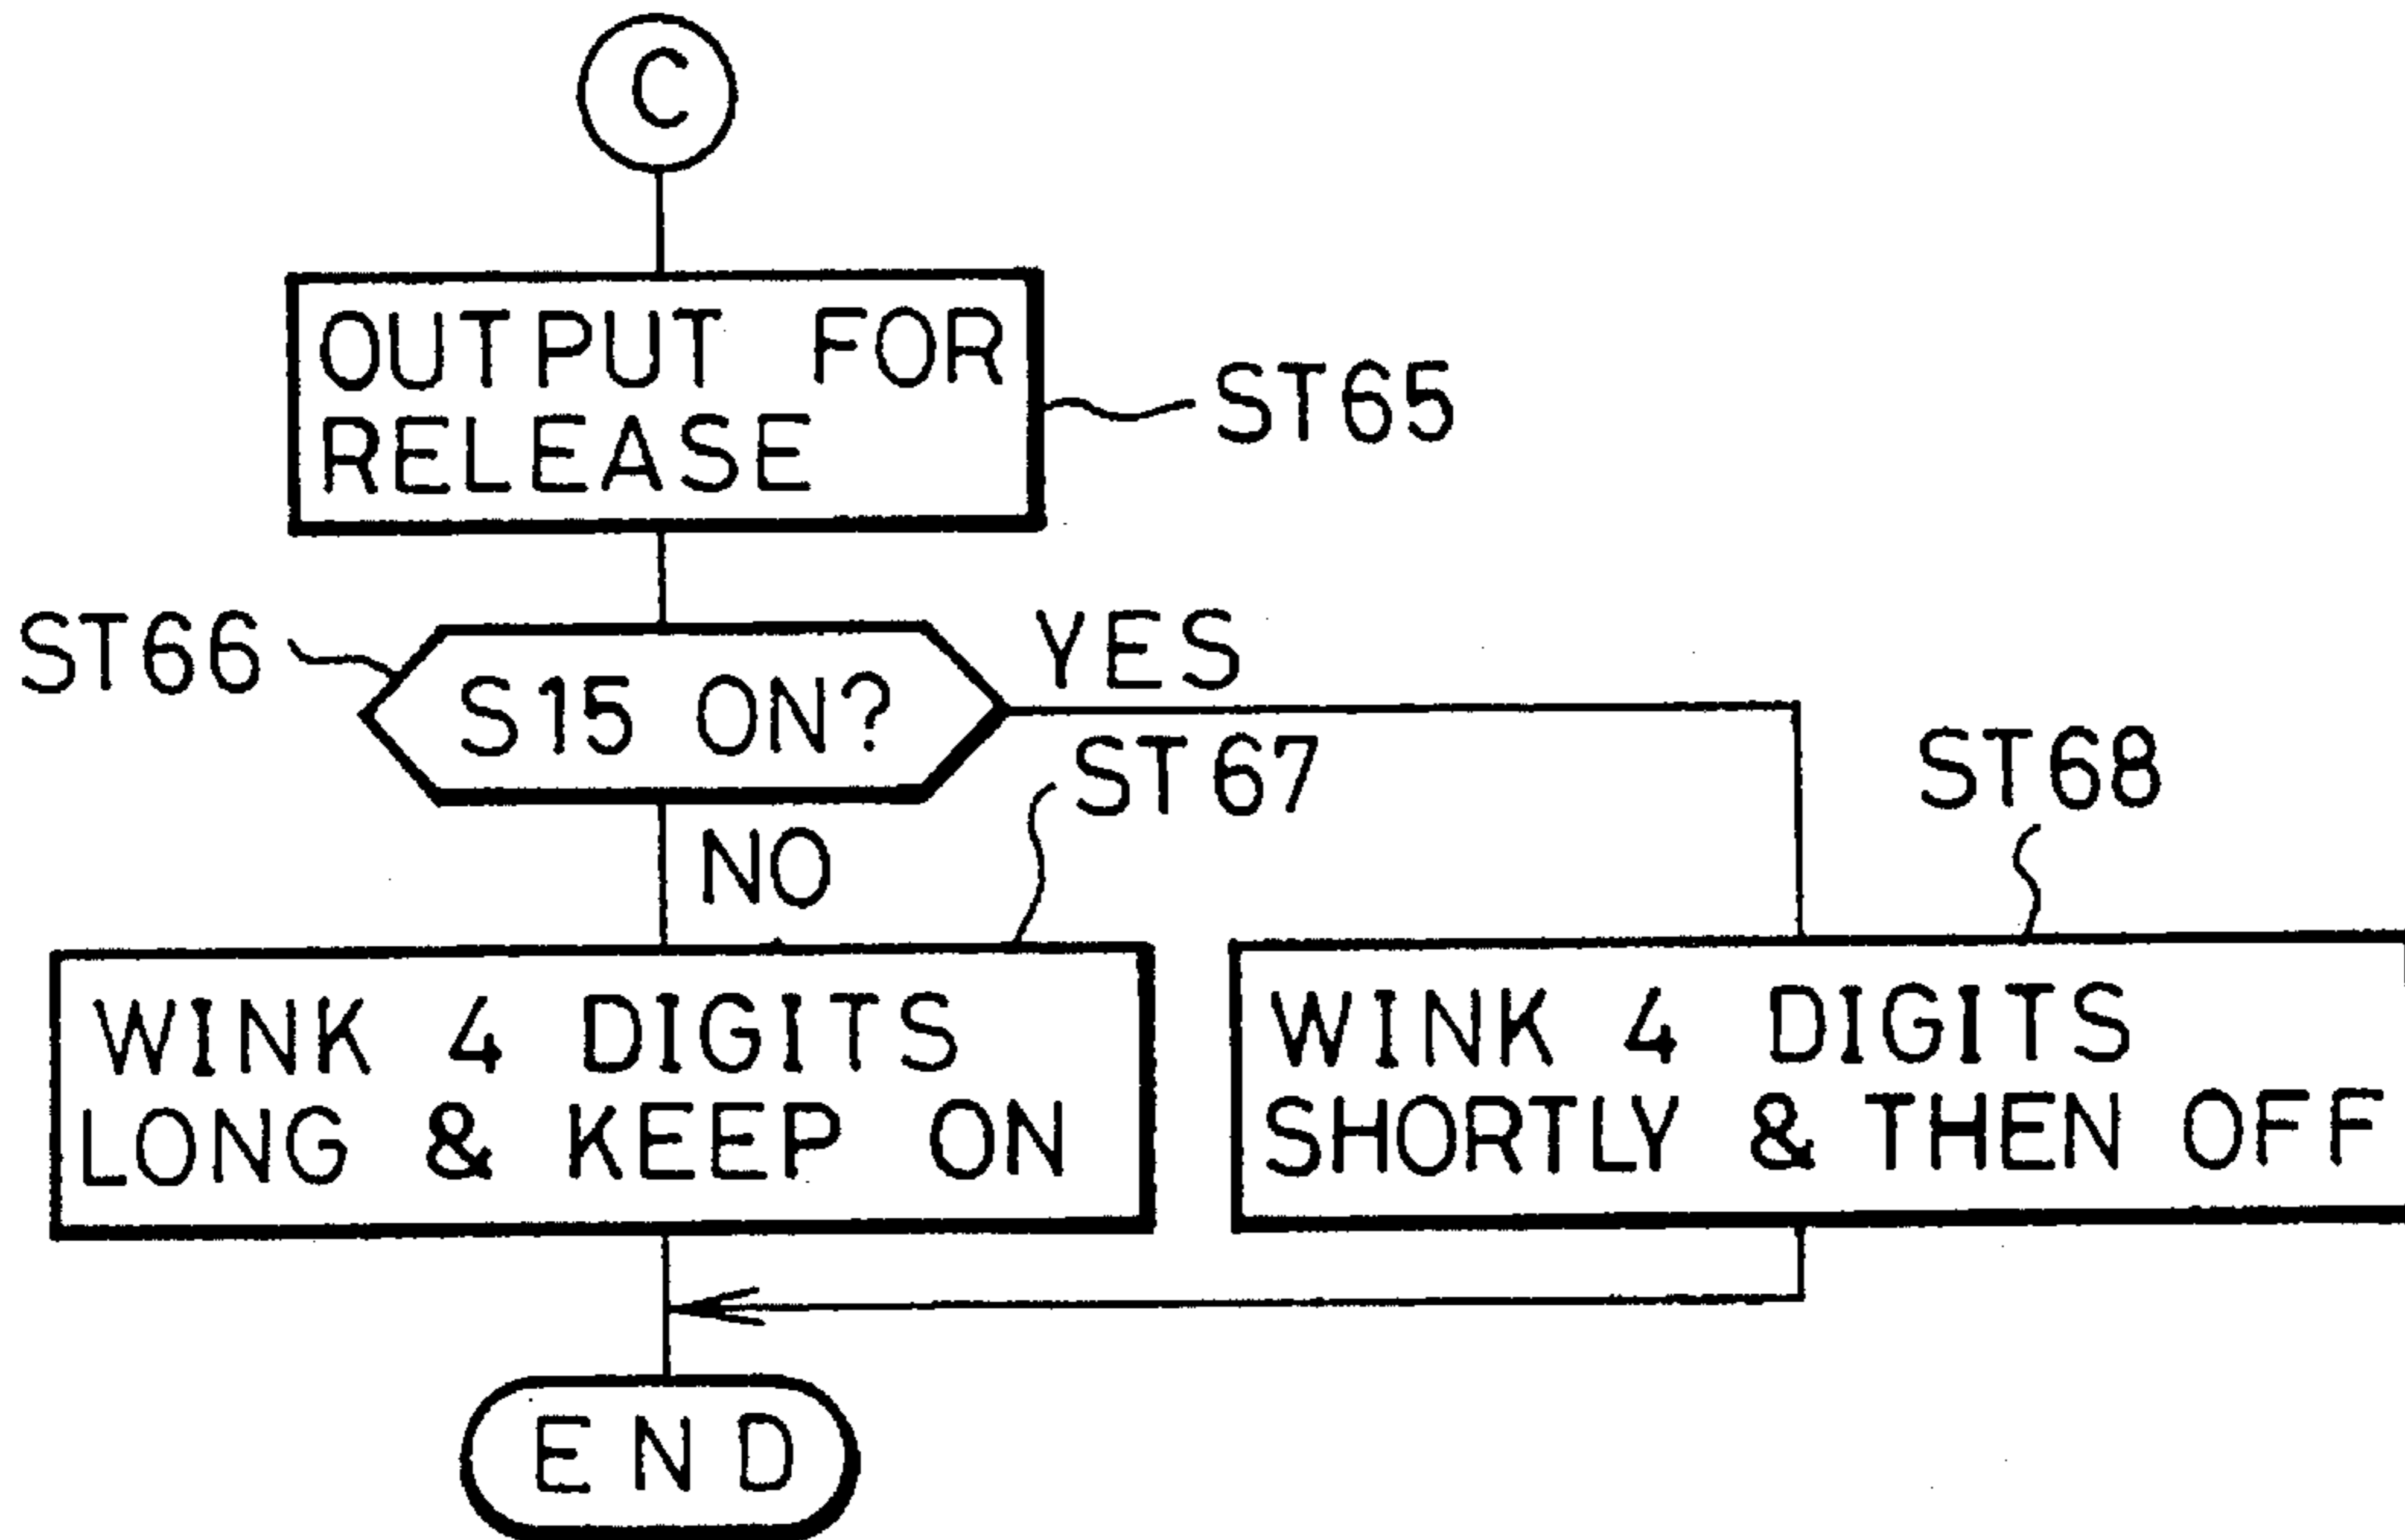 C
OUTPUT FOR
RELEASE
ST65
ST66
S15 ON?
YES
ST67
ST68
NO
WINK 4 DIGITS
LONG & KEEP ON
WINK 4 DIGITS
SHORTLY & THEN OFF
END